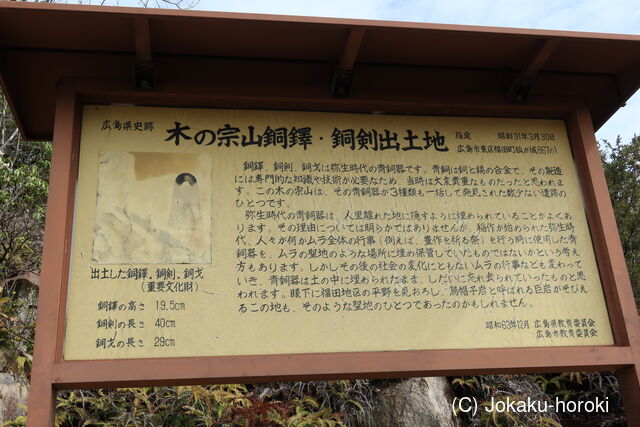 広島県史跡
木の宗山銅鐸・銅剣出土地
指定 昭和31年3月30日
広島市東区福田町
銅鐸、銅剣、銅戈は弥生時代の青銅器です。青銅は銅と錫の合金で、その製造
には専門的な知識や技術が必要なため、当時は大変貴重なものだったと思われま
す。この木の宗山は、その青銅器が3種類も一括して発見された数少ない遺跡の
ひとつです。
弥生時代の青銅器は、人里離れた地に隠すように埋められていることがよくあ
ります。その理由については明らかではありませんが、稲作が始められた弥生時
代、人々が何かムラ全体の行事(例えば、豊作を祈る祭)を行う時に使用した青
銅器を、ムラの聖地のような場所に埋め保管していたものではないかという考え
方もあります。しかしその後の社会の変化にともないムラの行事なども変わって
いき、青銅器は土の中に埋められたまま、しだいに忘れ去られていったものと思
われます。眼下に福田地区の平野を見おろし、烏帽子岩と呼ばれる巨岩がそびえ
るこの地も、そのような聖地のひとつであったのかもしれません。
昭和63年12月 広島県教育委員会
広島市教育委員会
出土した銅鐸、銅剣、銅戈
(重要文化財)
銅鐸の高さ 19.5cm
銅剣の長さ 40cm
銅戈の長さ 29cm
(C) Jokaku-horoki